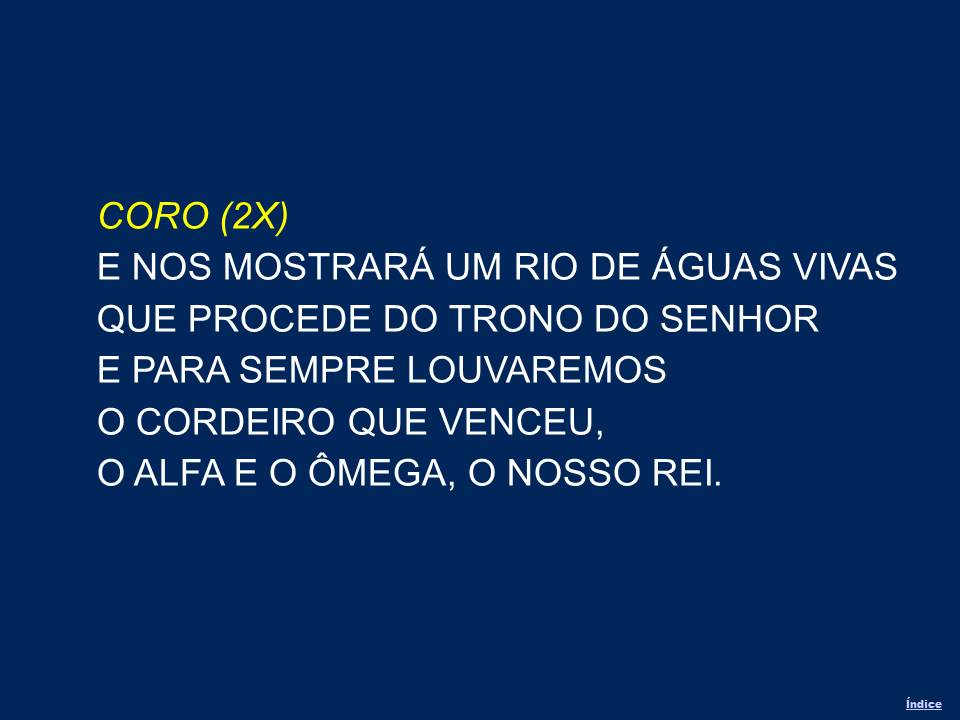 CORO (2X)
E NOS MOSTRARÁ UM RIO DE ÁGUAS VIVAS
QUE PROCEDE DO TRONO DO SENHOR
E PARA SEMPRE LOUVAREMOS
O CORDEIRO QUE VENCEU,
O ALFA E O ÔMEGA, O NOSSO REI.
Índice